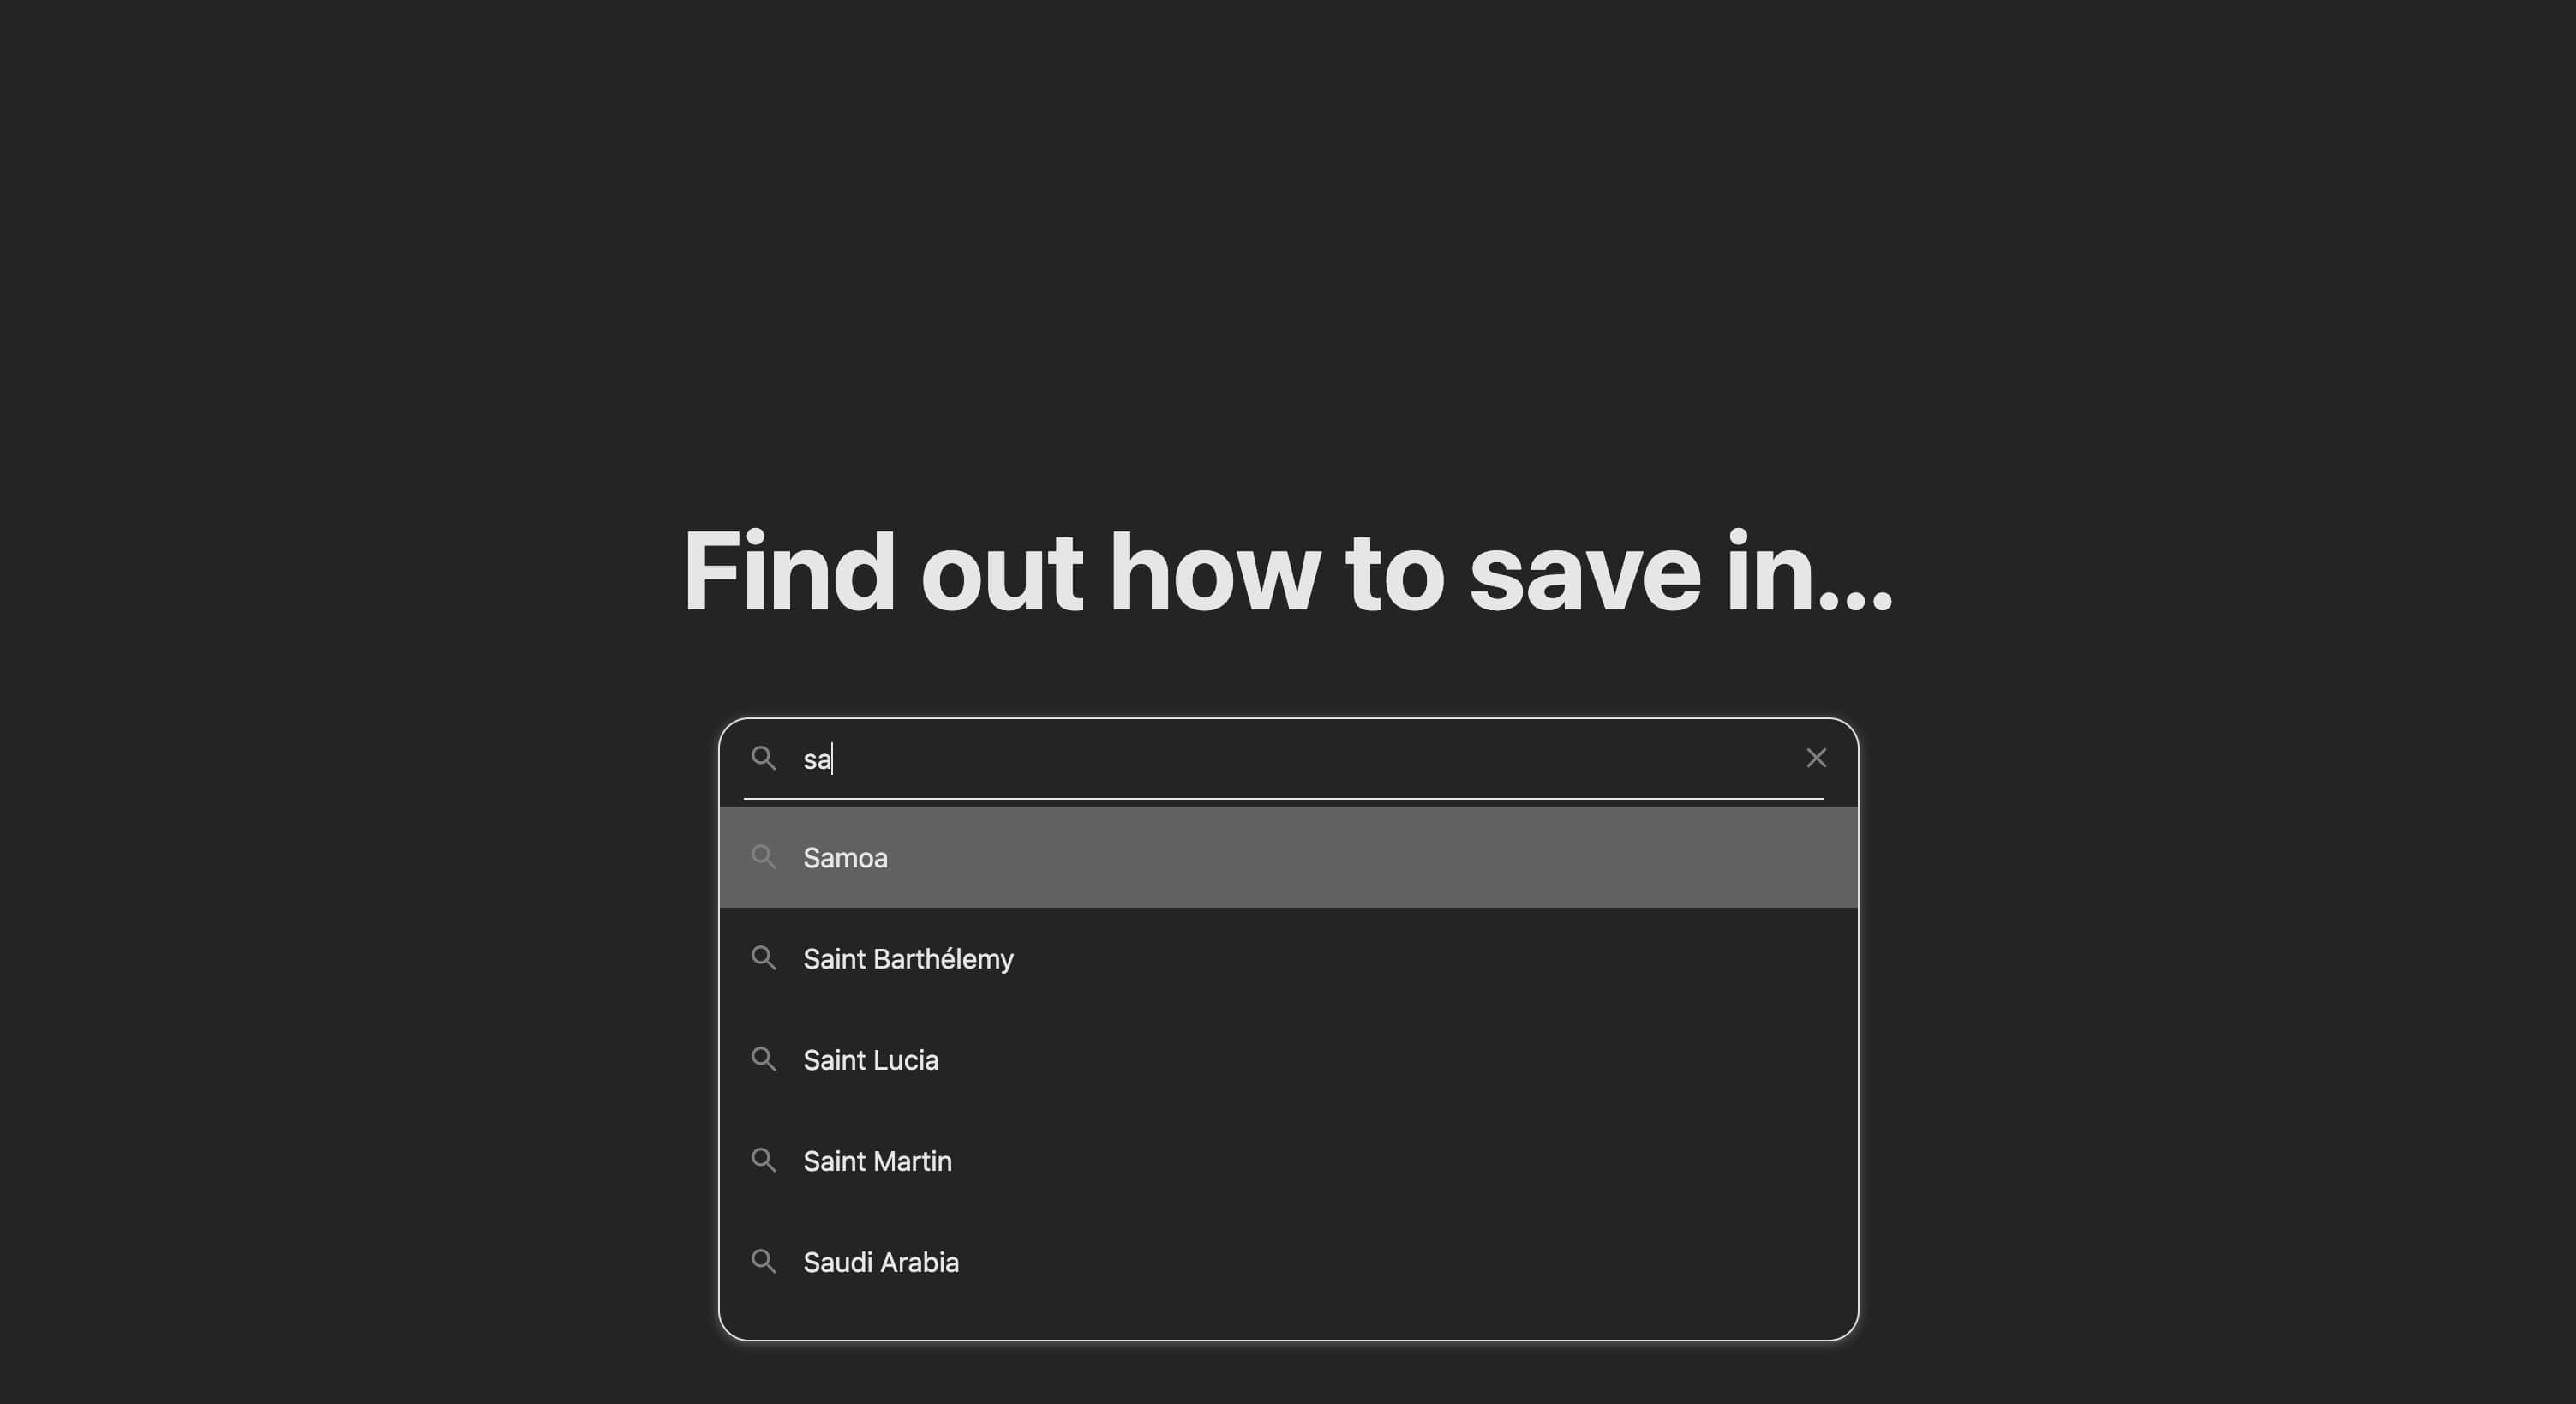 Find out how to save in...
sa
Samoa
Saint Barthélemy
Saint Lucia
Saint Martin
Saudi Arabia